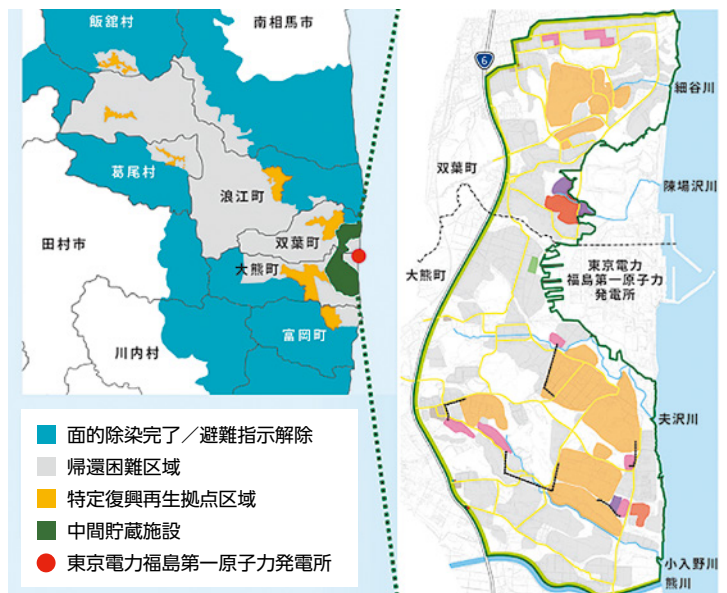 飯舘村
南相馬市
葛尾村
浪江町
田村市
双葉町
大熊町
富岡町
川内村
面的除染完了/避難指示解除
帰還困難区域
特定復興再生拠点区域
中間貯蔵施設
東京電力福島第一原子力発電所
6
細谷川
双葉町
陳場沢川
大熊町
東京電力
福島第一原子力
発電所
夫沢川
小入野川
熊川